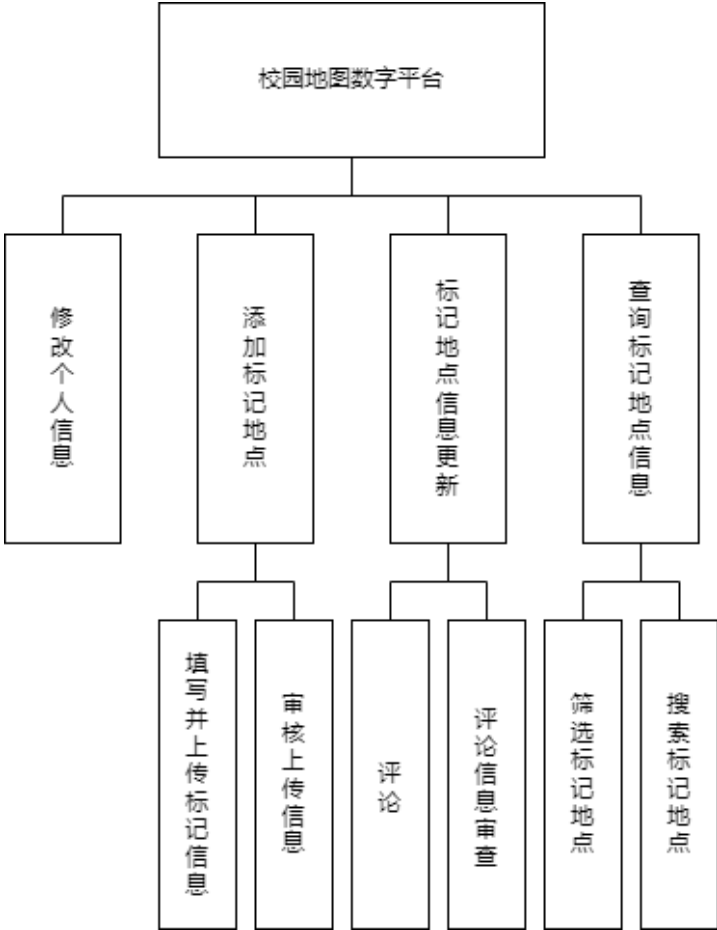 校园地图数字平台
修改个人信息
添加标记地点
标记地点信息更新
查询标记地点信息
填写并上传标记信息
审核上传信息
评论
评论信息审查
筛选标记地点
搜索标记地点